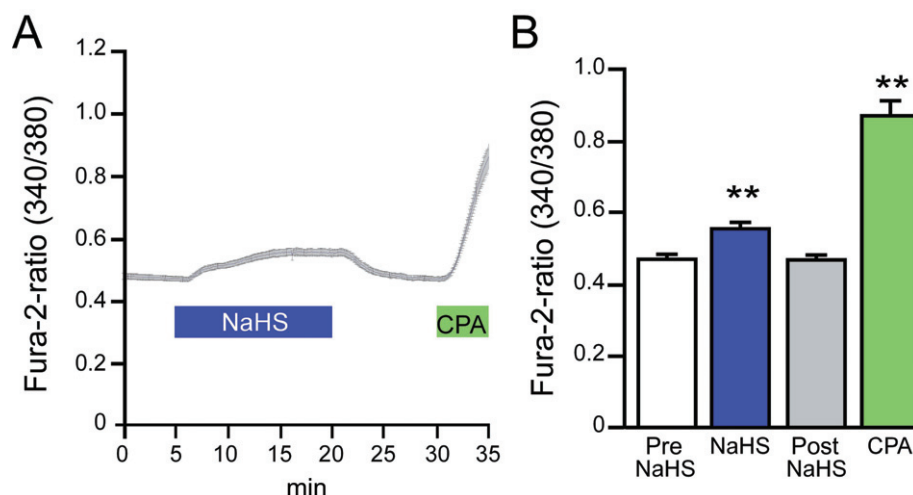 A
Fura-2-ratio (340/380)
1.2
1.0
0.8
0.6
0.4
0.2
0
NaHS
CPA
0 5 10 15 20 25 30 35
min
B
Fura-2-ratio (340/380)
1.0
0.8
0.6
0.4
0.2
0
**
**
Pre NaHS
NaHS
Post NaHS
CPA